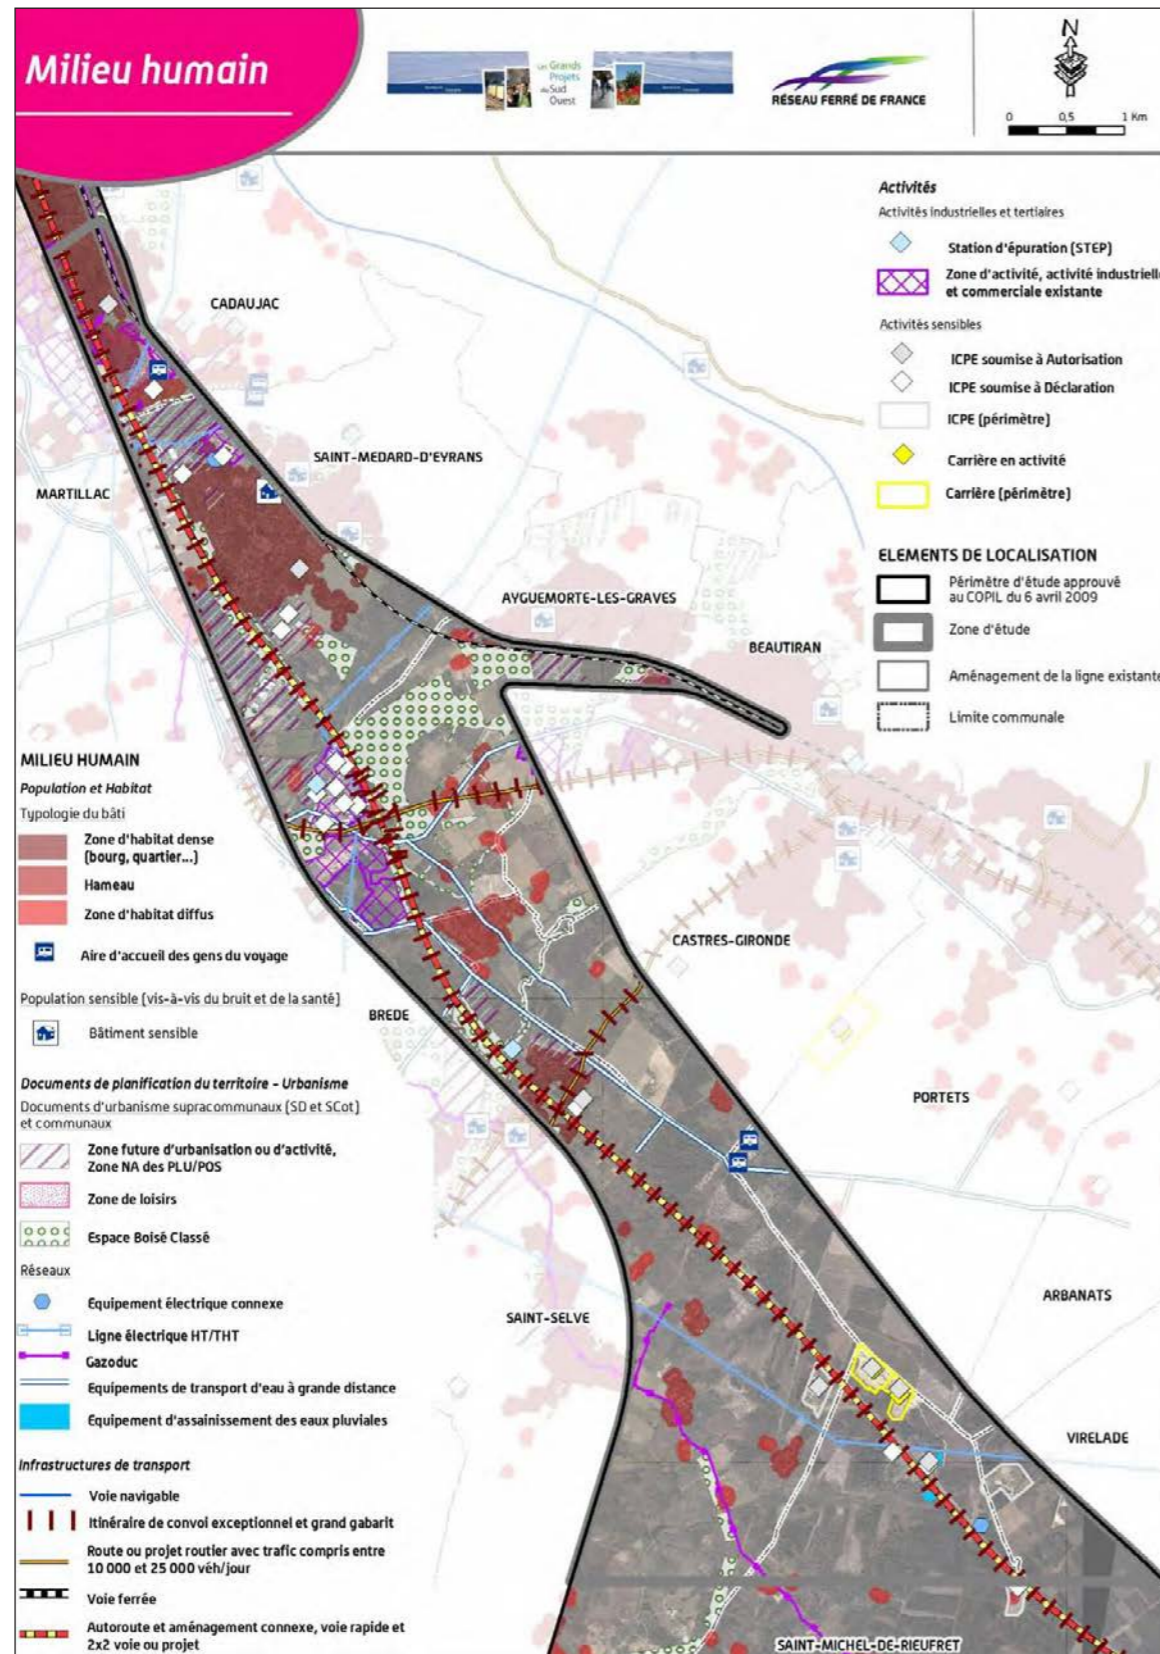 Milieu humain
Les Grands
Projets
du Sud
Ouest
RÉSEAU FERRÉ DE FRANCE
N
0 0,5 1 Km
Activités
Activités industrielles et tertiaires
Station d'épuration (STEP)
Zone d'activité, activité industrielle
et commerciale existante
Activités sensibles
ICPE soumise à Autorisation
ICPE soumise à Déclaration
ICPE (périmètre)
Carrière en activité
Carrière (périmètre)
ELEMENTS DE LOCALISATION
Périmètre d'étude approuvé
au COPIL du 6 avril 2009
Zone d'étude
Aménagement de la ligne existante
Limite communale
CADAUJAC
SAINT-MEDARD-D'EYRANS
MARTILLAC
AYGUEMORTE-LES-GRAVES
BEAUTIRAN
CASTRES-GIRONDE
BREDE
PORTETS
ARBANATS
SAINT-SELVE
VIRELADE
SAINT-MICHEL-DE-RIEUFRET
MILIEU HUMAIN
Population et Habitat
Typologie du bâti
Zone d'habitat dense
(bourg, quartier...)
Hameau
Zone d'habitat diffus
Aire d'accueil des gens du voyage
Population sensible (vis-à-vis du bruit et de la santé)
Bâtiment sensible
Documents de planification du territoire - Urbanisme
Documents d'urbanisme supracommunaux (SD et SCot)
et communaux
Zone future d'urbanisation ou d'activité,
Zone NA des PLU/POS
Zone de loisirs
Espace Boisé Classé
Réseaux
Equipement électrique connexe
Ligne électrique HT/THT
Gazoduc
Equipements de transport d'eau à grande distance
Equipement d'assainissement des eaux pluviales
Infrastructures de transport
Voie navigable
Itinéraire de convoi exceptionnel et grand gabarit
Route ou projet routier avec trafic compris entre
10 000 et 25 000 véh/jour
Voie ferrée
Autoroute et aménagement connexe, voie rapide et
2x2 voie ou projet